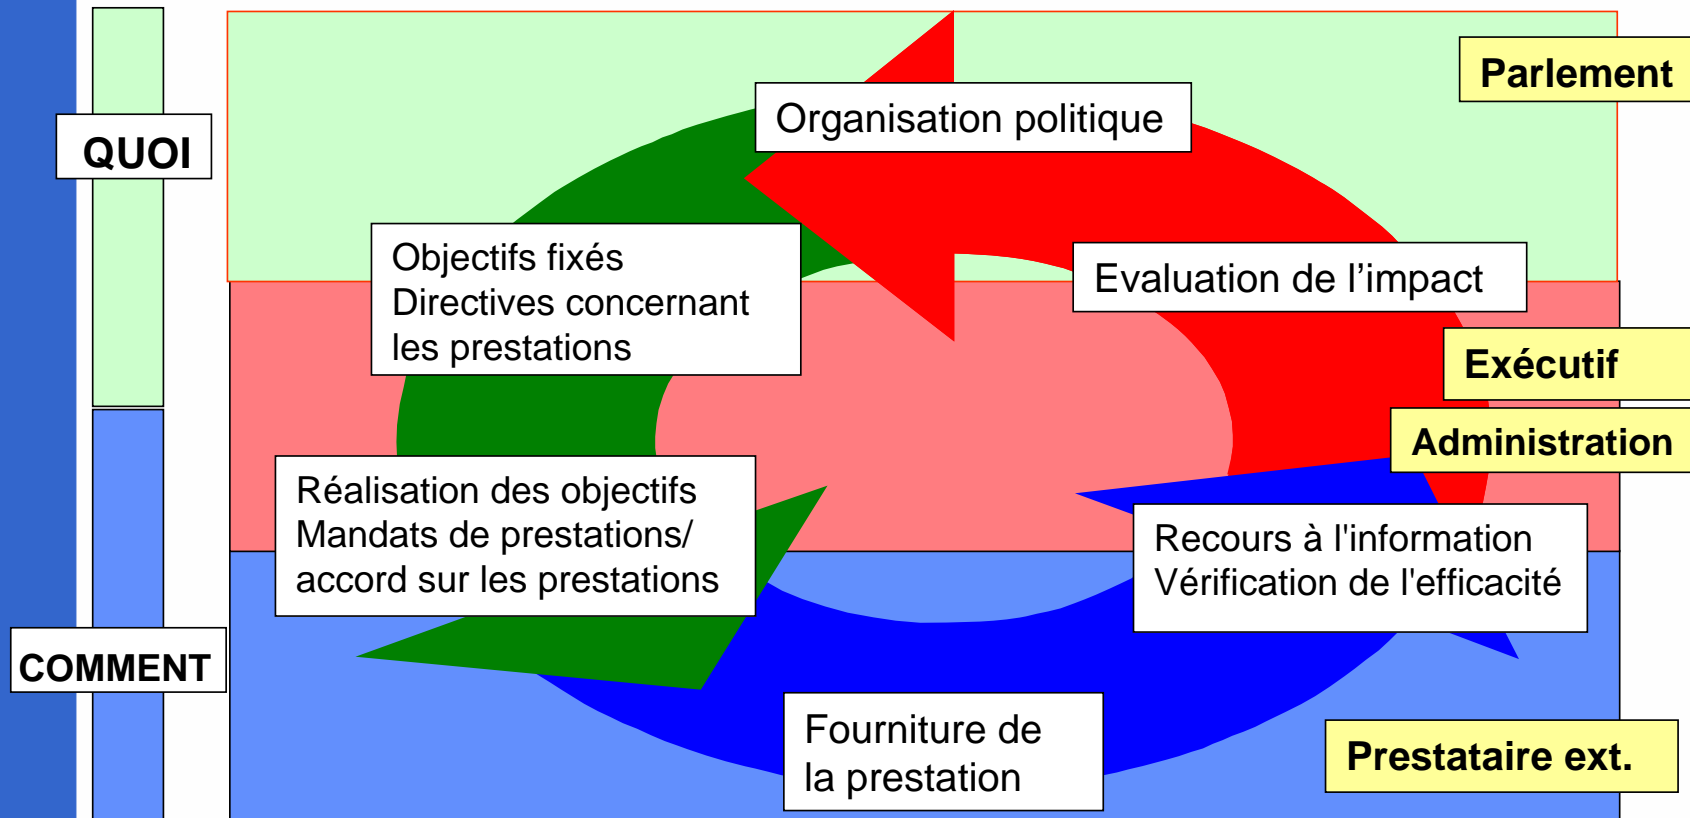 Parlement
Organisation politique
QUOI
Objectifs fixés
Directives concernant
les prestations
Evaluation de l’impact
Exécutif
Administration
Réalisation des objectifs
Mandats de prestations/
accord sur les prestations
Recours à l'information
Vérification de l'efficacité
COMMENT
Fourniture de
la prestation
Prestataire ext.